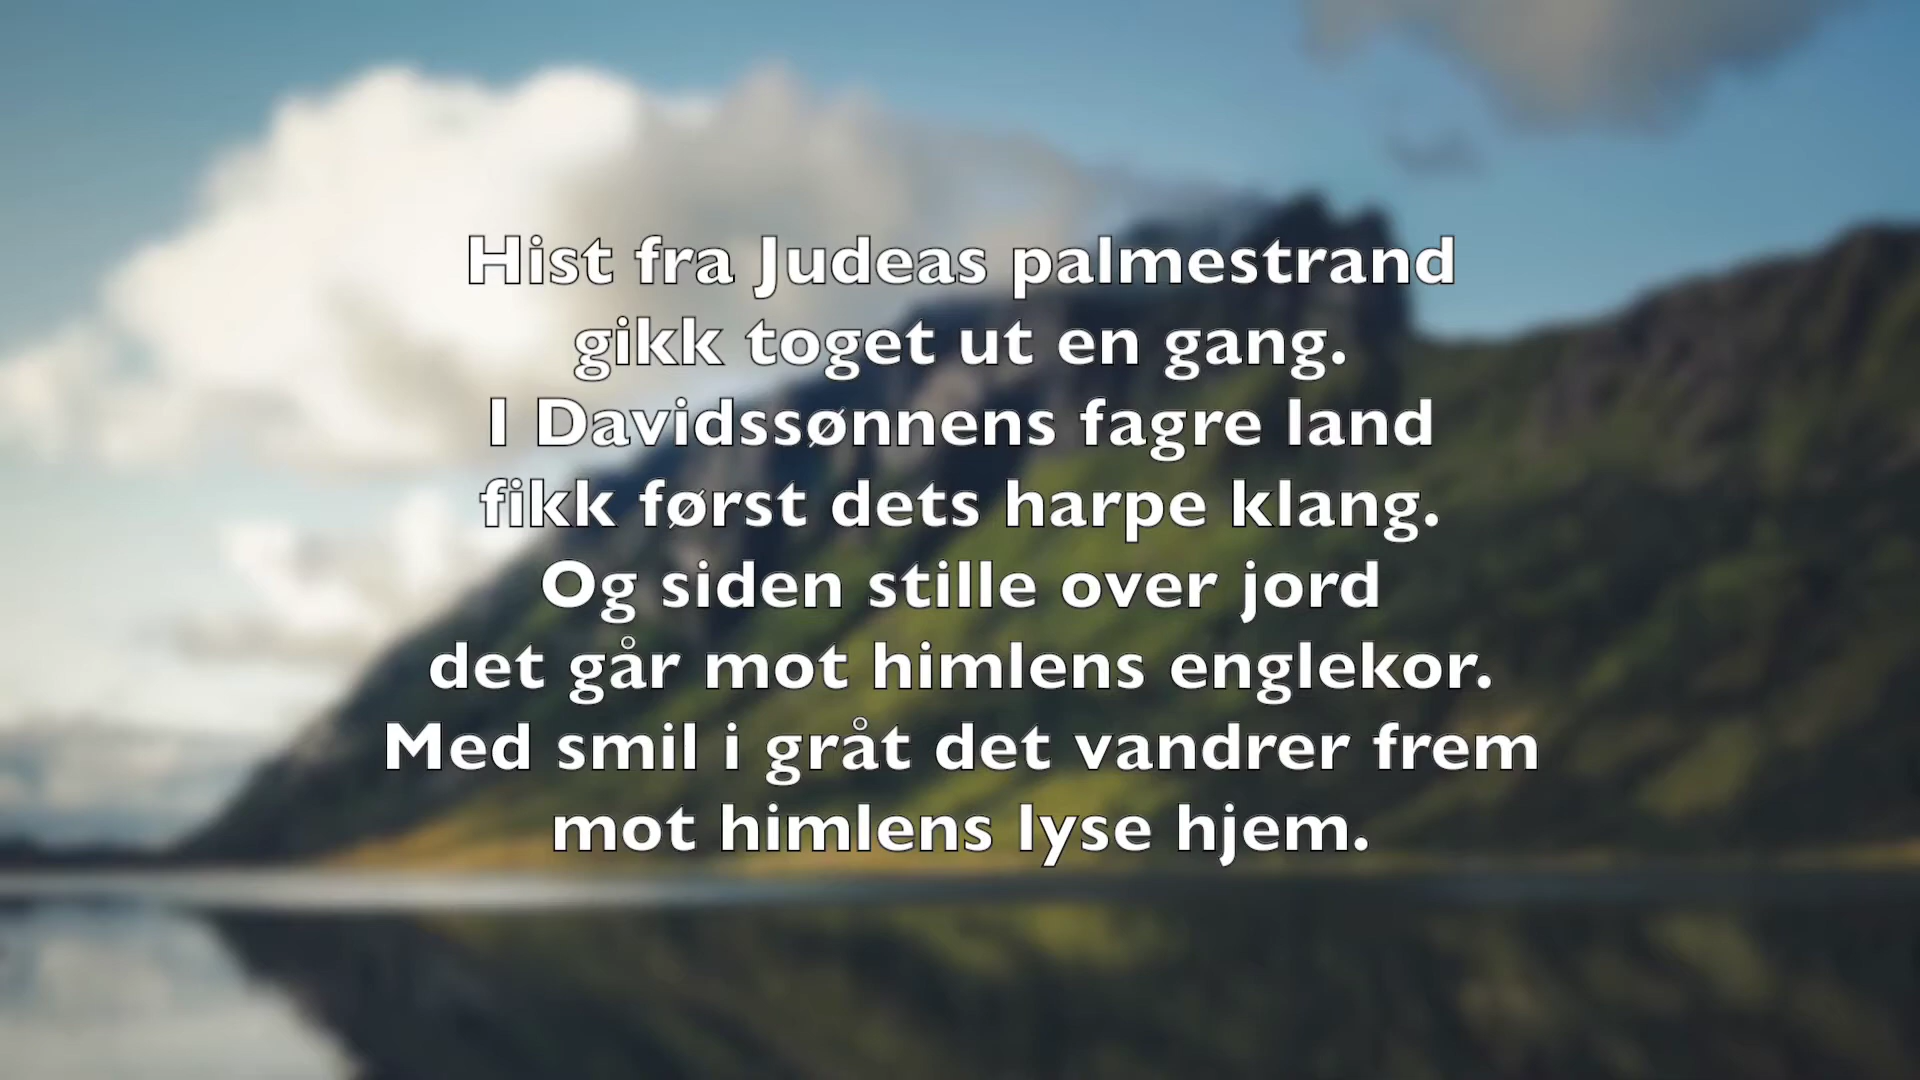 Hist fra Judeas palmestrand
gikk toget ut en gang.
I Davidssønnens fagre land
fikk først dets harpe klang.
Og siden stille over jord
det går mot himlens englekor.
Med smil i gråt det vandrer frem
mot himlens lyse hjem.